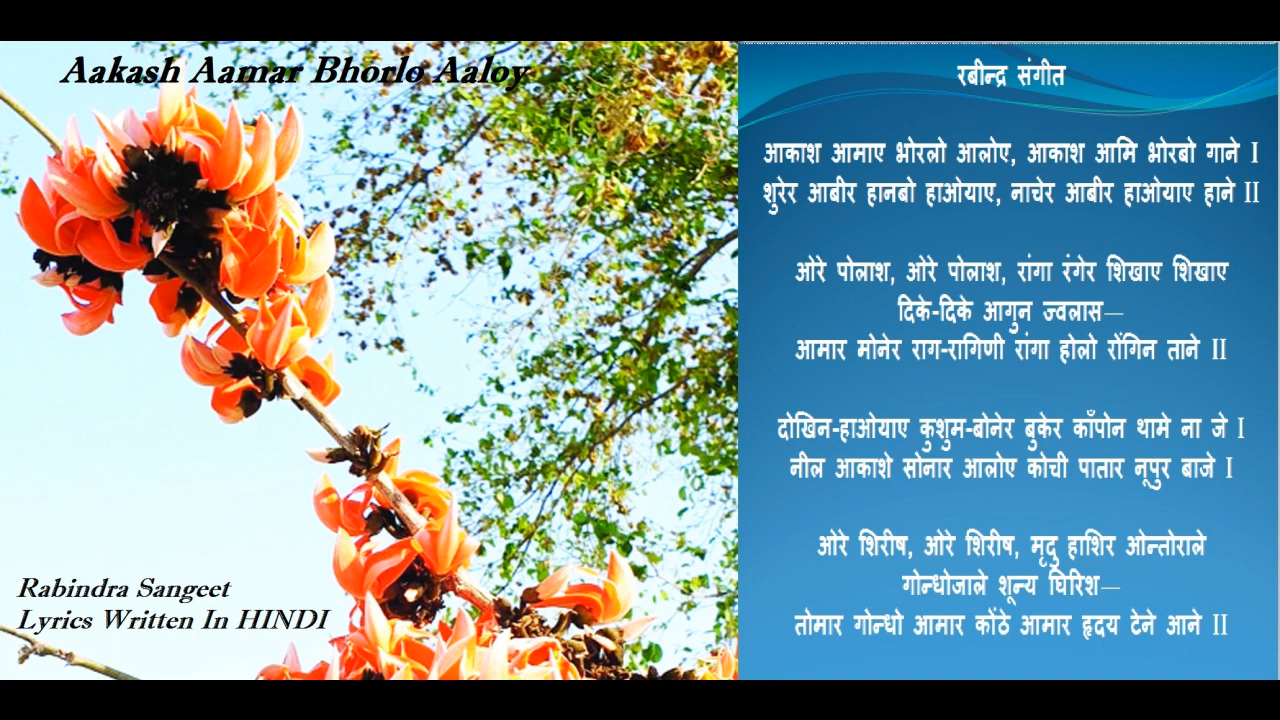 Aakash Aamar Bhorlo Aaloy
Rabindra Sangeet
Lyrics Written In HINDI
रबीन्द्र संगीत
आकाश आमाए भोरलो आलोए, आकाश आमि भोरबो गाने I
शुरेर आबीर हानबो हाओयाए, नाचेर आबीर हाओयाए हाने II
ओरे पोलाश, ओरे पोलाश, रांगा रंगेर शिखाए शिखाए
दिके-दिके आगुन ज्वलास—
आमार मोनेर राग-रागिणी रांगा होलो रोंगिन ताने II
दोखिन-हाओयाए कुशुम-बोनेर बुकेर काँपोन थामे ना जे I
नील आकाशे सोनार आलोए कोची पातार नूपुर बाजे I
ओरे शिरीष, ओरे शिरीष, मृदु हाशिर ओन्तोराले
गोन्धोजाले शून्य घिरिश—
तोमार गोन्धो आमार कोंठे आमार हृदय टेने आने II